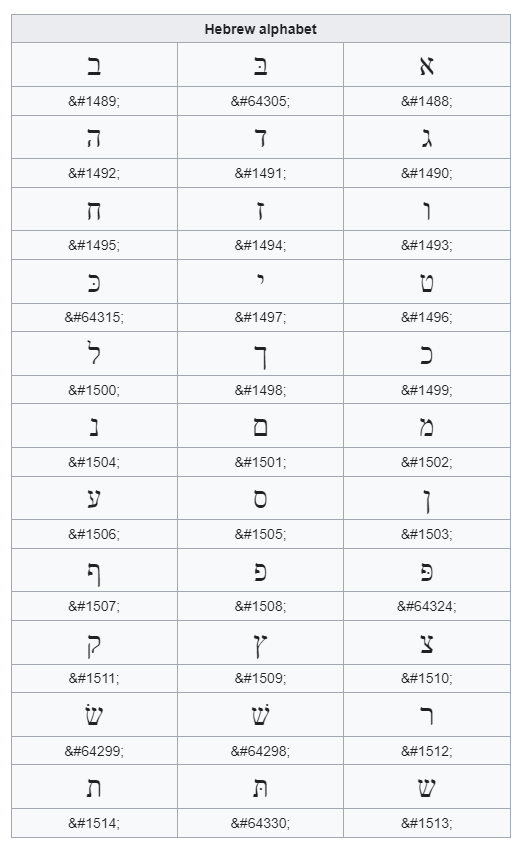 Hebrew alphabet
א בּ ב
&#1488; &#64305; &#1489;
ג ד ה
&#1490; &#1491; &#1492;
ו ז ח
&#1493; &#1494; &#1495;
ט י כּ
&#1496; &#1497; &#64315;
כ ך ל
&#1499; &#1498; &#1500;
מ ם נ
&#1502; &#1501; &#1504;
ן ס ע
&#1503; &#1505; &#1506;
פּ פ ף
&#64324; &#1508; &#1507;
צ ץ ק
&#1510; &#1509; &#1511;
ר שׁ שׂ
&#1512; &#64298; &#64299;
ש תּ ת
&#1513; &#64330; &#1514;